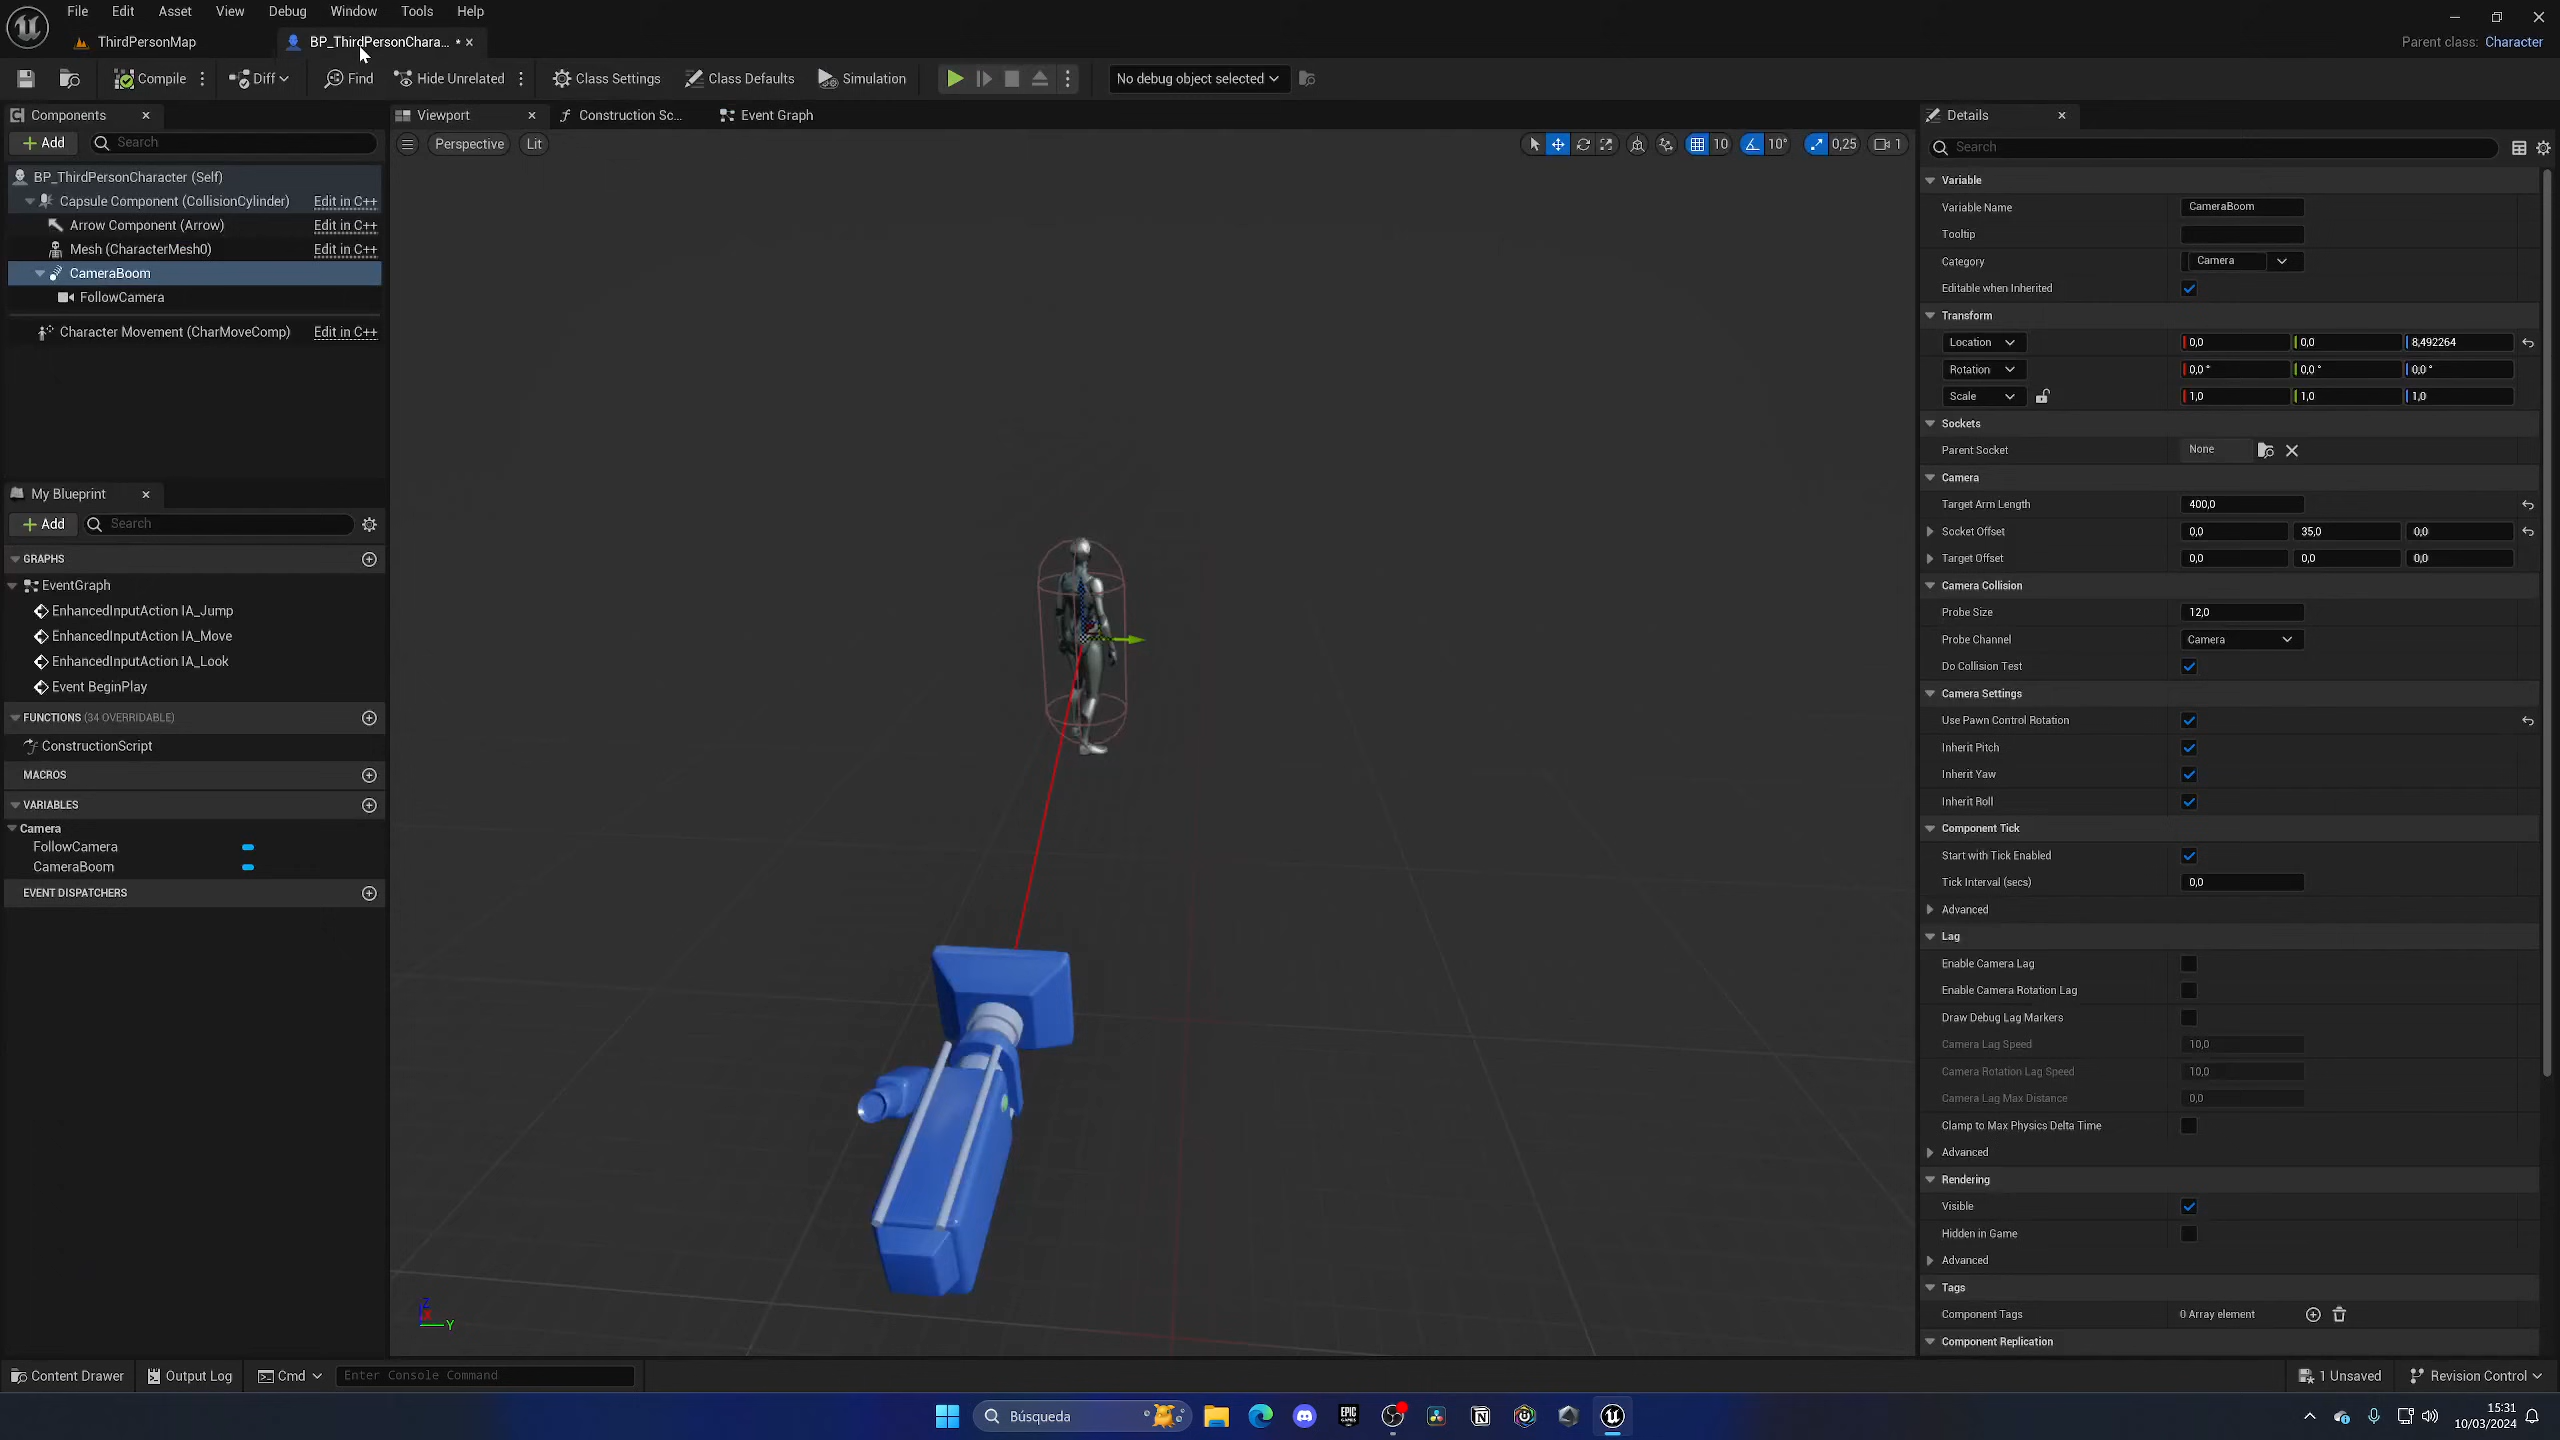 File Edit Asset View Debug Window Tools Help
ThirdPersonMap
BP_ThirdPersonChara... *
Parent class: Character
Compile
Diff
Find
Hide Unrelated
Class Settings
Class Defaults
Simulation
No debug object selected
Components
Add
Search
BP_ThirdPersonCharacter (Self)
Capsule Component (CollisionCylinder) Edit in C++
Arrow Component (Arrow) Edit in C++
Mesh (CharacterMesh0) Edit in C++
CameraBoom
FollowCamera
Character Movement (CharMoveComp) Edit in C++
My Blueprint
Add
Search
GRAPHS
EventGraph
EnhancedInputAction IA_Jump
EnhancedInputAction IA_Move
EnhancedInputAction IA_Look
Event BeginPlay
FUNCTIONS (34 OVERRIDABLE)
ConstructionScript
MACROS
VARIABLES
Camera
FollowCamera
CameraBoom
EVENT DISPATCHERS
Viewport
Construction Sc...
Event Graph
Perspective
Lit
10
10°
0,25
1
Z
X
Y
Details
Search
Variable
Variable Name CameraBoom
Tooltip
Category Camera
Editable when Inherited
Transform
Location 0,0 0,0 8,492264
Rotation 0,0 ° 0,0 ° 0,0 °
Scale 1,0 1,0 1,0
Sockets
Parent Socket None
Camera
Target Arm Length 400,0
Socket Offset 0,0 35,0 0,0
Target Offset 0,0 0,0 0,0
Camera Collision
Probe Size 12,0
Probe Channel Camera
Do Collision Test
Camera Settings
Use Pawn Control Rotation
Inherit Pitch
Inherit Yaw
Inherit Roll
Component Tick
Start with Tick Enabled
Tick Interval (secs) 0,0
Advanced
Lag
Enable Camera Lag
Enable Camera Rotation Lag
Draw Debug Lag Markers
Camera Lag Speed 10,0
Camera Rotation Lag Speed 10,0
Camera Lag Max Distance 0,0
Clamp to Max Physics Delta Time
Advanced
Rendering
Visible
Hidden in Game
Advanced
Tags
Component Tags 0 Array element
Component Replication
Content Drawer
Output Log
Cmd
Enter Console Command
1 Unsaved
Revision Control
Búsqueda
EPIC GAMES
15:31
10/03/2024